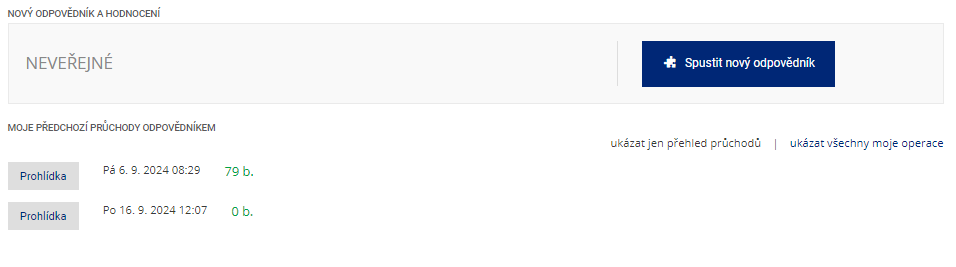 NOVÝ ODPOVĚDNÍK A HODNOCENÍ
NEVEŘEJNÉ
Spustit nový odpovědník
MOJE PŘEDCHOZÍ PRŮCHODY ODPOVĚDNÍKEM
ukázat jen přehled průchodů | ukázat všechny moje operace
Prohlídka Pá 6. 9. 2024 08:29 79 b.
Prohlídka Po 16. 9. 2024 12:07 0 b.